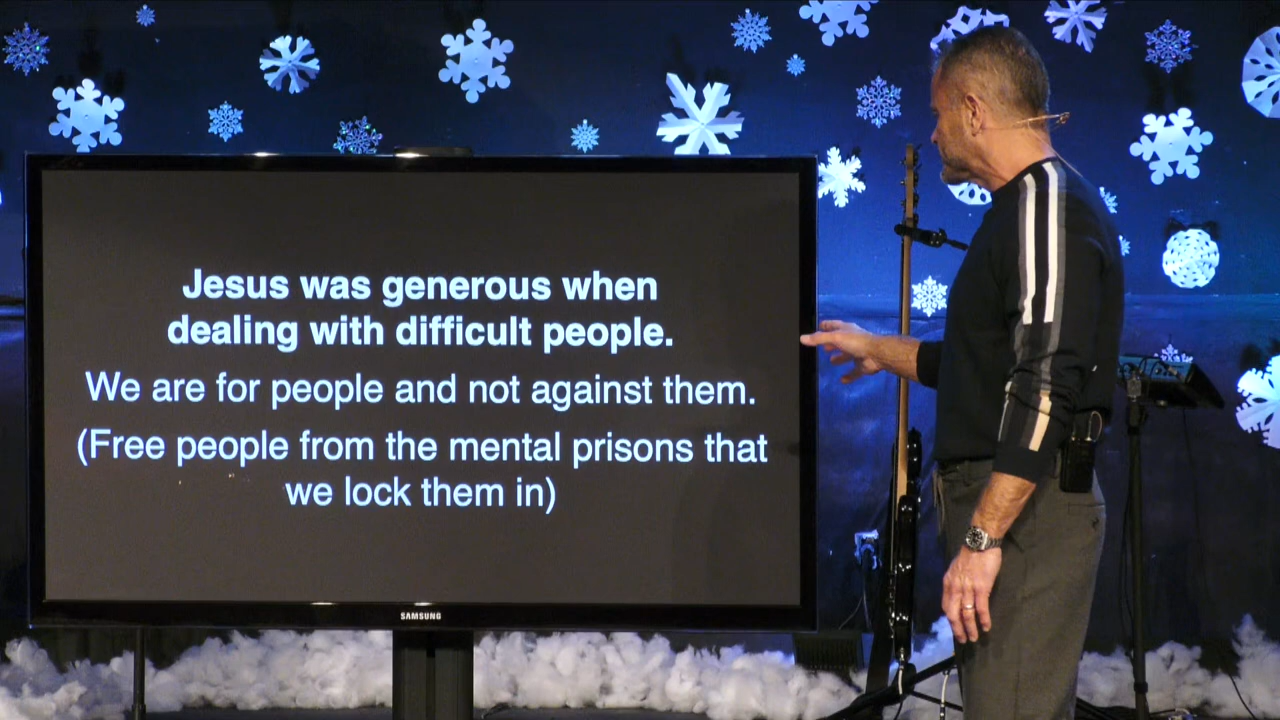 Jesus was generous when
dealing with difficult people.
We are for people and not against them.
(Free people from the mental prisons that
we lock them in)
SAMSUNG